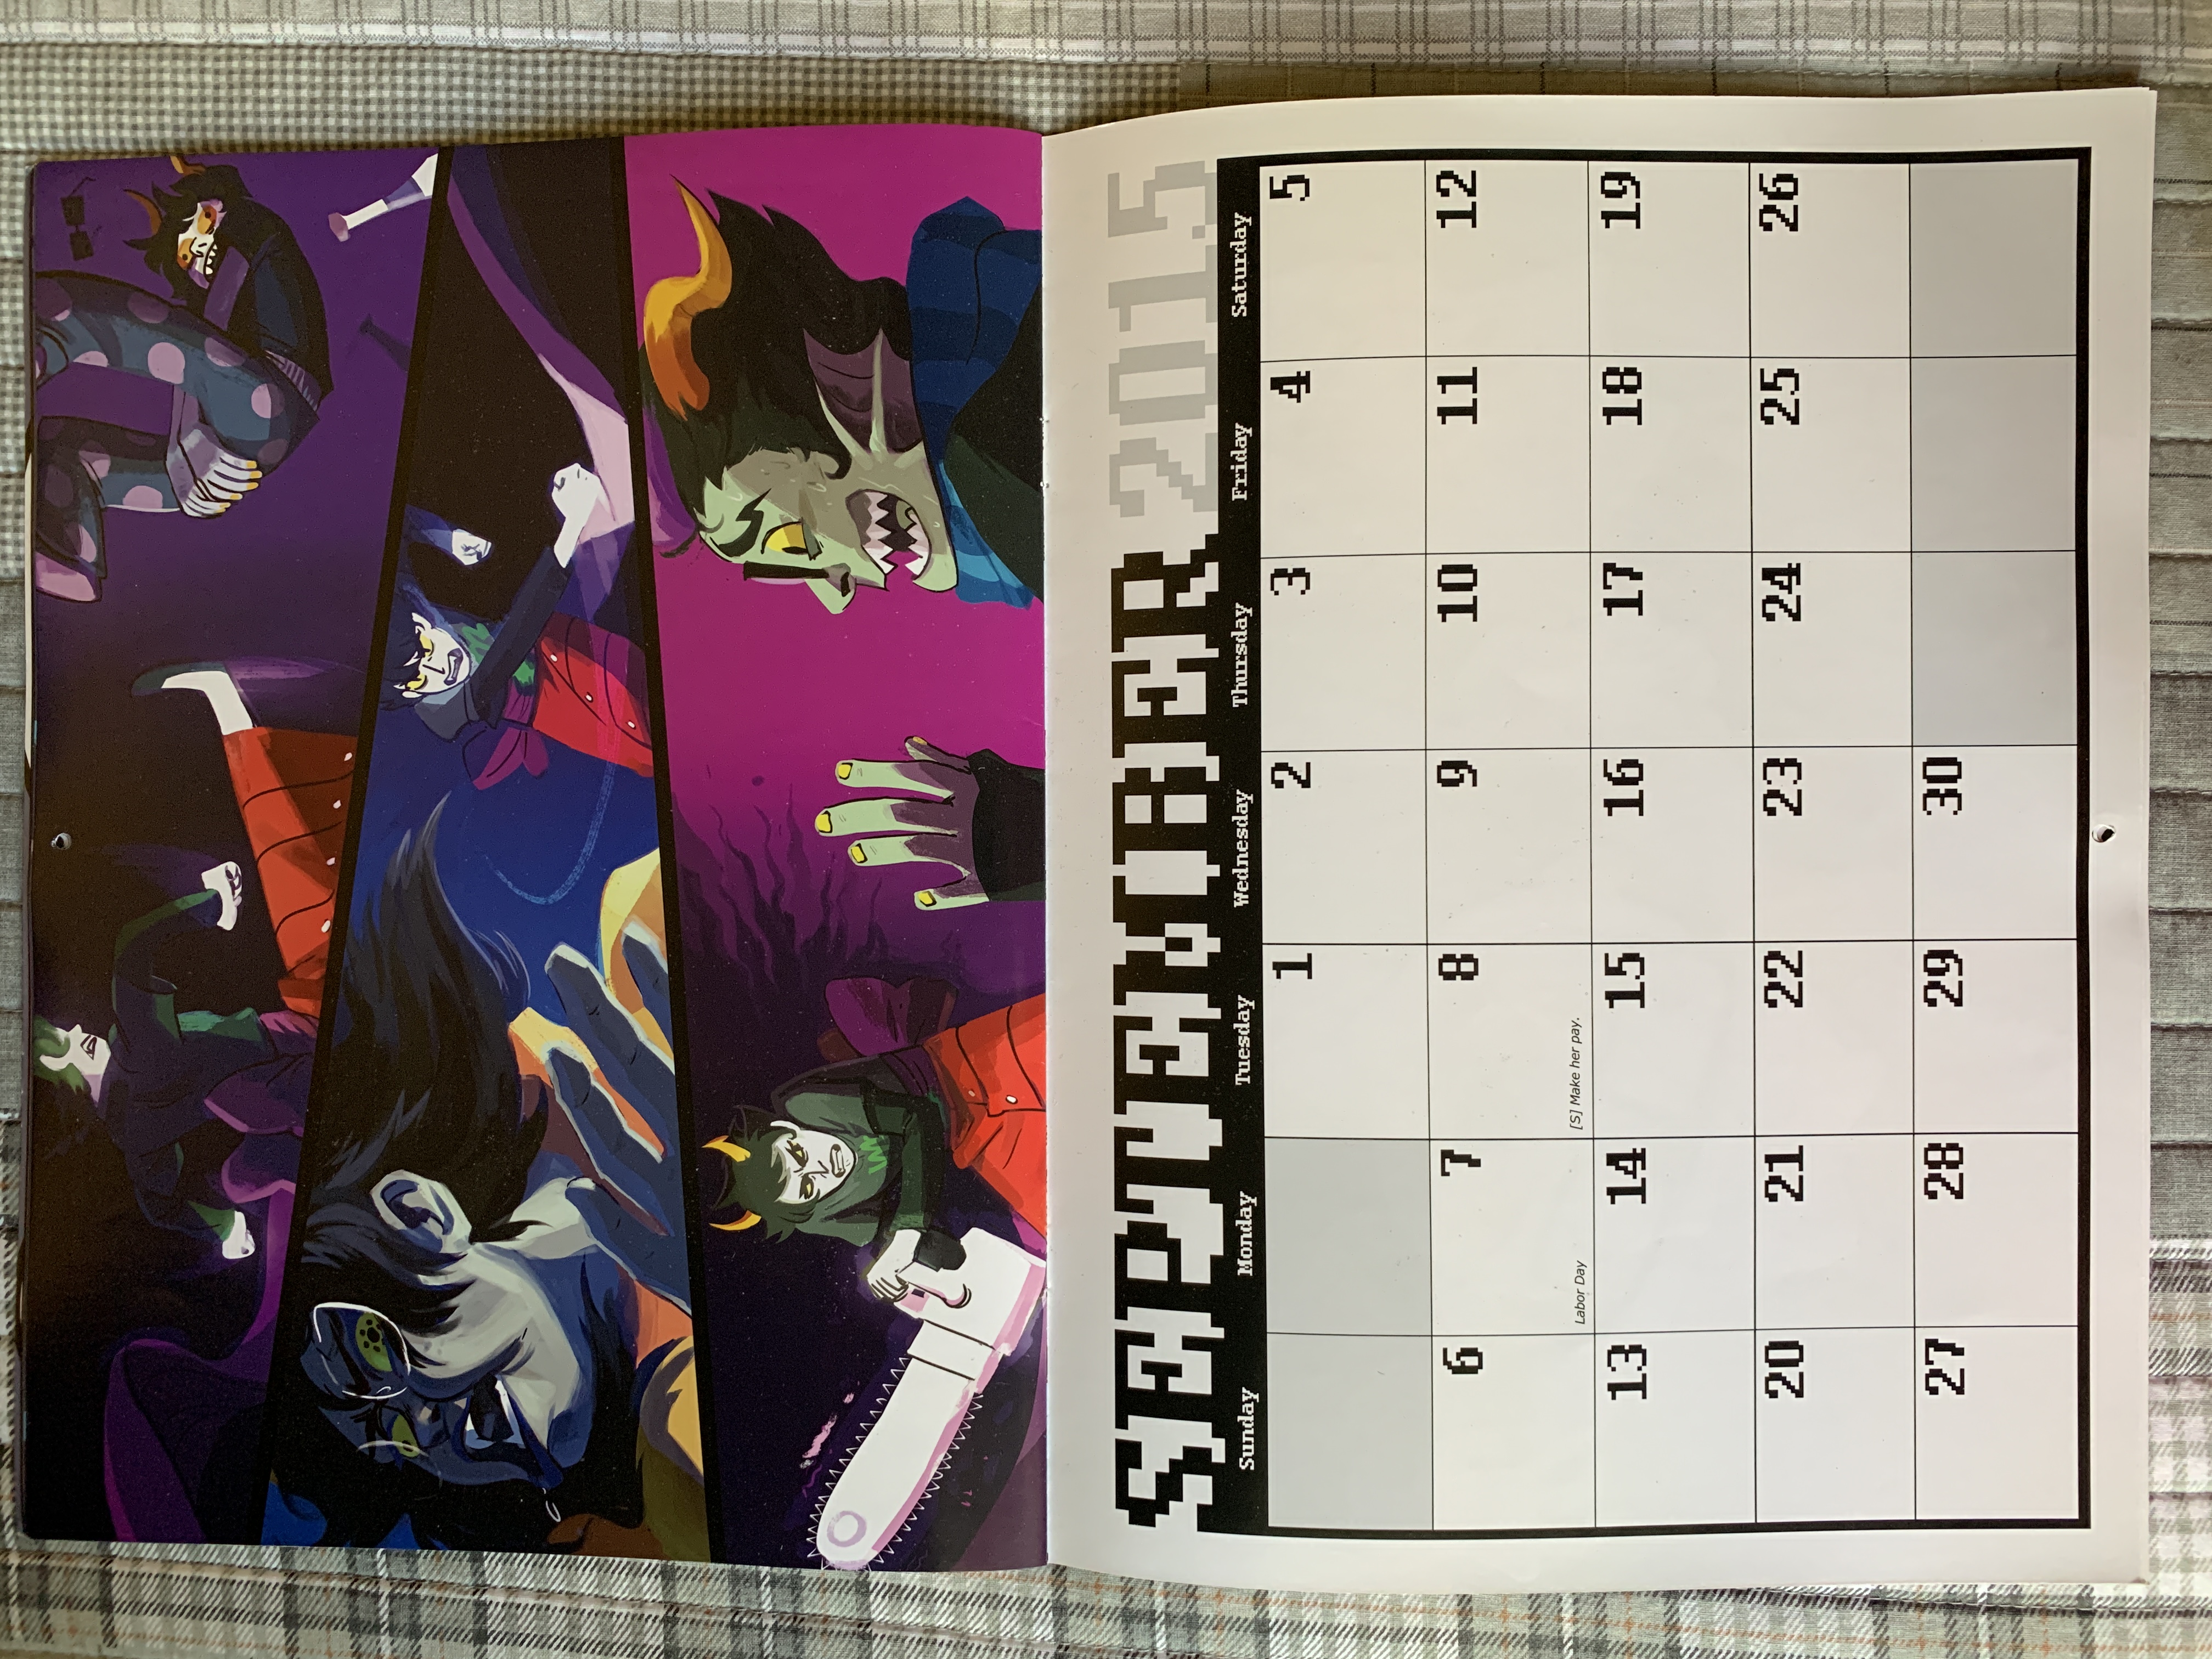 SEPTEMBER 2015
Sunday Monday Tuesday Wednesday Thursday Friday Saturday
1 2 3 4 5
6 7 8 9 10 11 12
Labor Day [S] Make her pay.
13 14 15 16 17 18 19
20 21 22 23 24 25 26
27 28 29 30